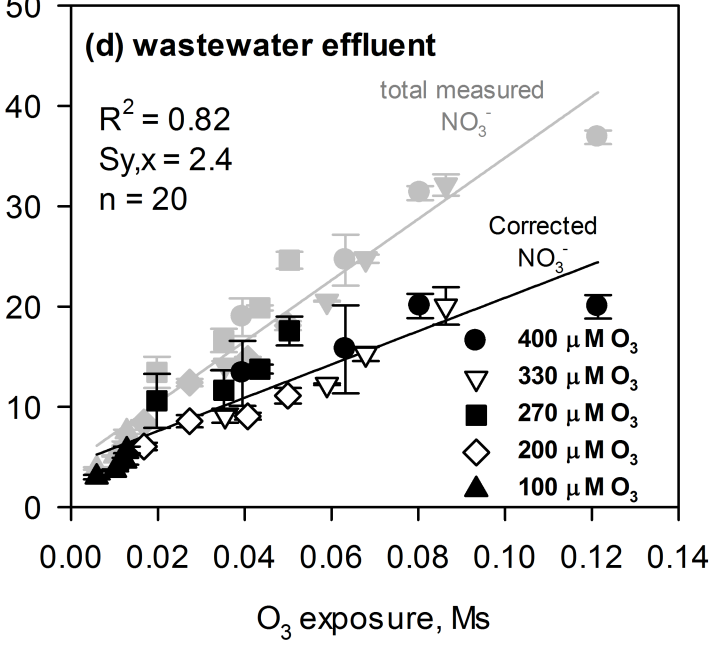 50
(d) wastewater effluent
total measured
NO₃⁻
40
R² = 0.82
Sy,x = 2.4
n = 20
30
Corrected
NO₃⁻
20
400 μM O₃
330 μM O₃
270 μM O₃
10
200 μM O₃
100 μM O₃
0
0.00 0.02 0.04 0.06 0.08 0.10 0.12 0.14
O₃ exposure, Ms